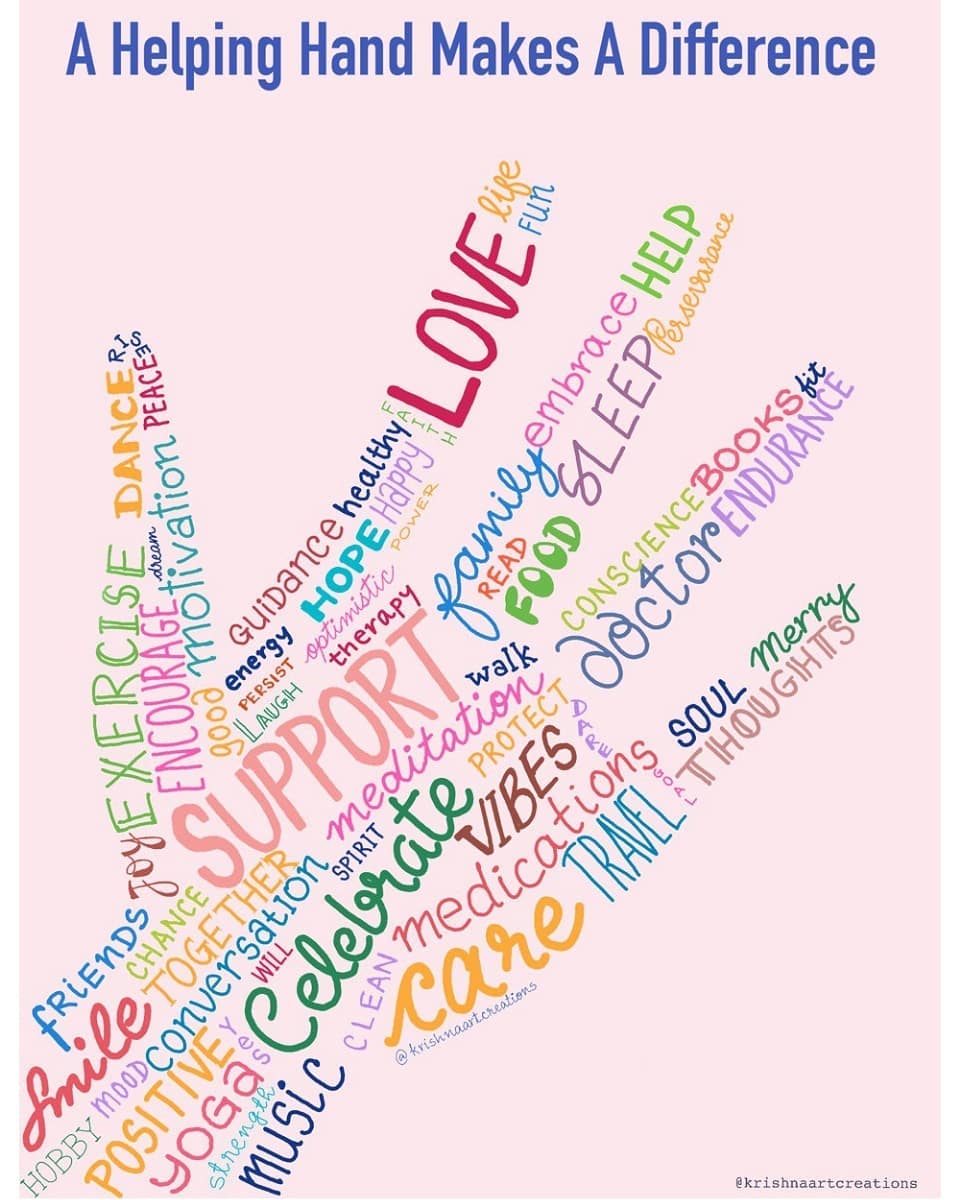 A Helping Hand Makes A Difference
life
FUN
LOVE
FAITH
healthy
Happy
POWER
GUIDANCE
HOPE
optimistic
therapy
energy
PERSIST
LAUGH
HELP
Persevarance
embrace
SLEEP
family
READ
FOOD
fit
BOOKS
ENDURANCE
CONSCIENCE
doctor
merry
THOUGHTS
SOUL
GOAL
RISE
PEACE
DANCE
motivation
dream
EXERCISE
ENCOURAGE
good
JOY
SUPPORT
walk
meditation
PROTECT
DARE
VIBES
SPIRIT
Celebrate
medications
TRAVEL
care
CLEAN
@krishnaartcreations
FRIENDS
CHANCE
TOGETHER
conversation
WILL
Smile
MOOD
POSITIVE
YES
YOGA
strength
MUSIC
HOBBY
@krishnaartcreations